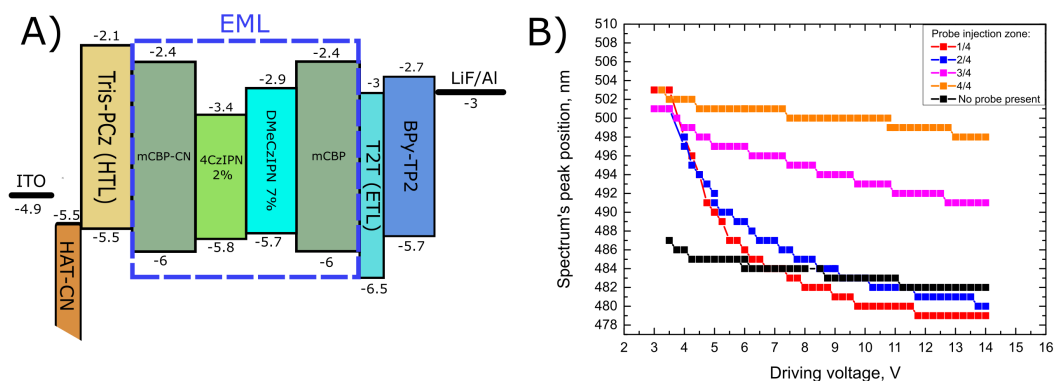 A)
EML
-2.1
-2.4
-2.4
-2.7
-2.9
-3
LiF/Al
-3
-3.4
Tris-PCz (HTL)
mCBP-CN
4CzIPN
2%
DMeCzIPN 7%
mCBP
T2T (ETL)
BPy-TP2
ITO
-4.9
-5.5
HAT-CN
-5.5
-6
-5.8
-5.7
-6
-6.5
-5.7
B)
Spectrum's peak position, nm
510
508
506
504
502
500
498
496
494
492
490
488
486
484
482
480
478
Probe injection zone:
1/4
2/4
3/4
4/4
No probe present
2 3 4 5 6 7 8 9 10 11 12 13 14 15 16
Driving voltage, V